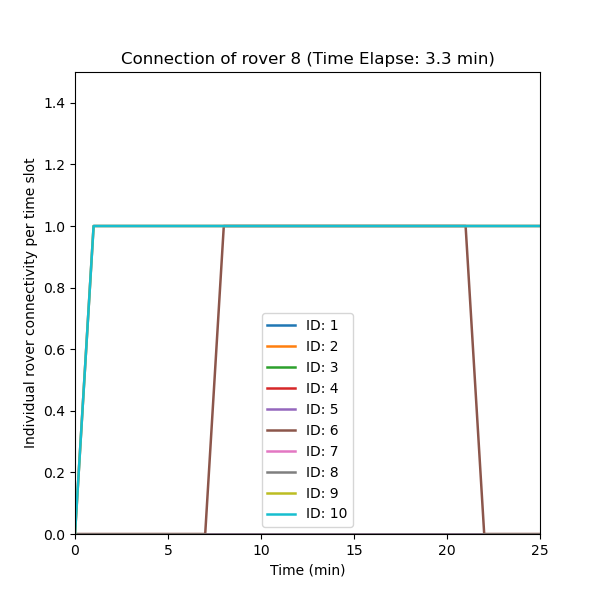 Connection of rover 8 (Time Elapse: 3.3 min)
Individual rover connectivity per time slot
1.4
1.2
1.0
0.8
0.6
0.4
0.2
0.0
ID: 1
ID: 2
ID: 3
ID: 4
ID: 5
ID: 6
ID: 7
ID: 8
ID: 9
ID: 10
0 5 10 15 20 25
Time (min)